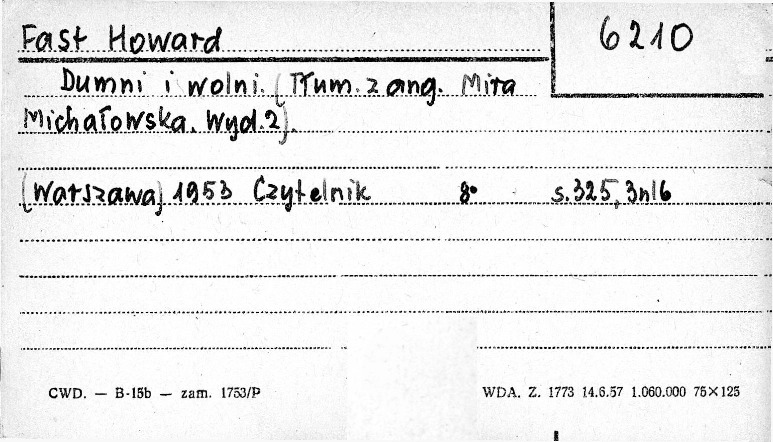 Fast Howard
6210
Dumni i wolni. [Tłum. z ang. Mira
Michałowska. Wyd. 2].
[Warszawa] 1953 Czytelnik 8° s. 325, 3nlb
CWD. — B-15b — zam. 1753/P
WDA. Z. 1773 14.6.57 1.060.000 75×125